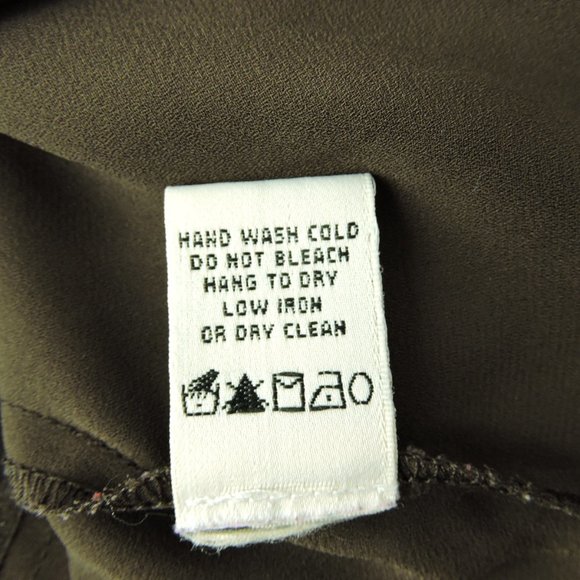 HAND WASH COLD
DO NOT BLEACH
HANG TO DRY
LOW IRON
OR DRY CLEAN